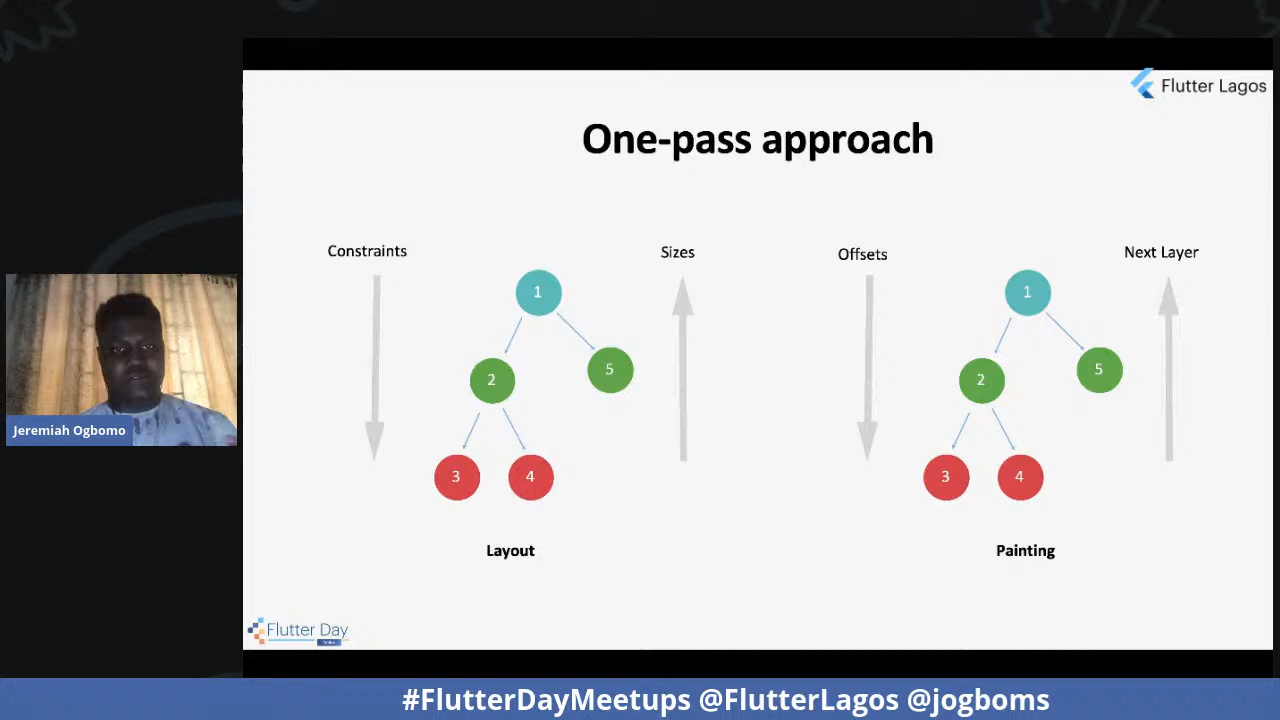 Flutter Lagos
One-pass approach
Constraints
Sizes
Offsets
Next Layer
1
2
5
3
4
Layout
1
2
5
3
4
Painting
Jeremiah Ogbomo
Flutter Day
#FlutterDayMeetups @FlutterLagos @jogboms